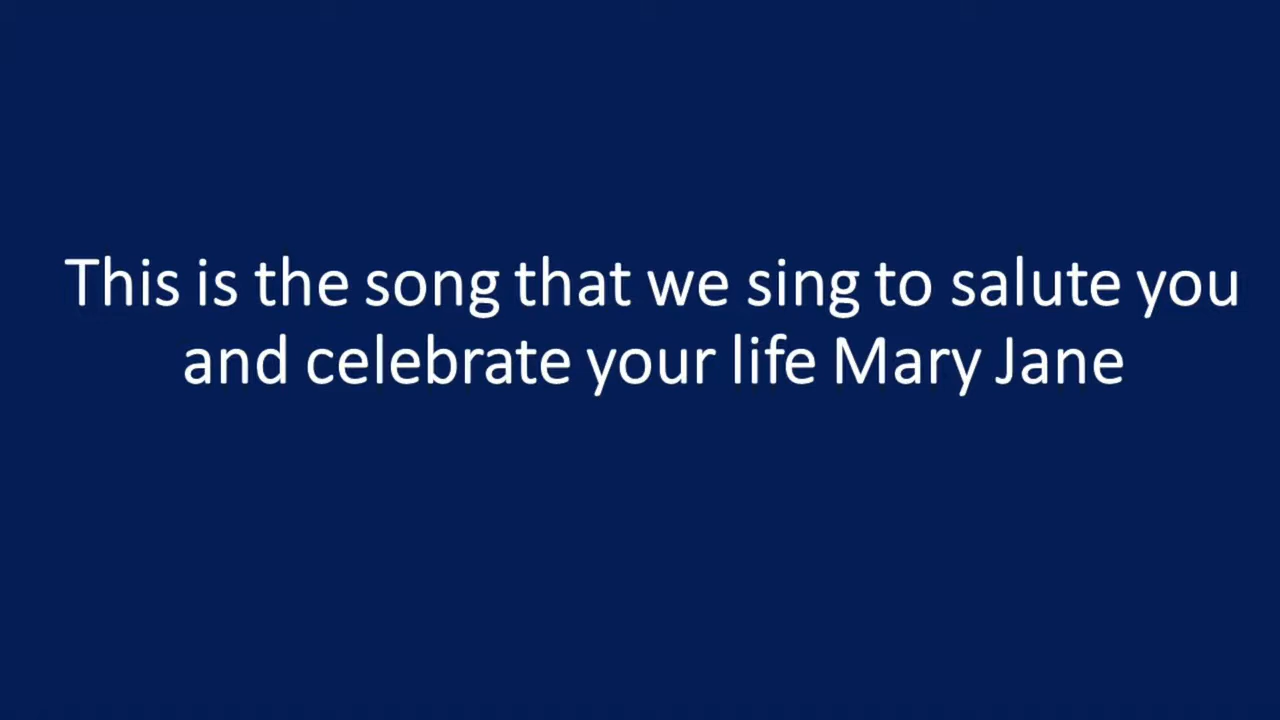 This is the song that we sing to salute you
and celebrate your life Mary Jane